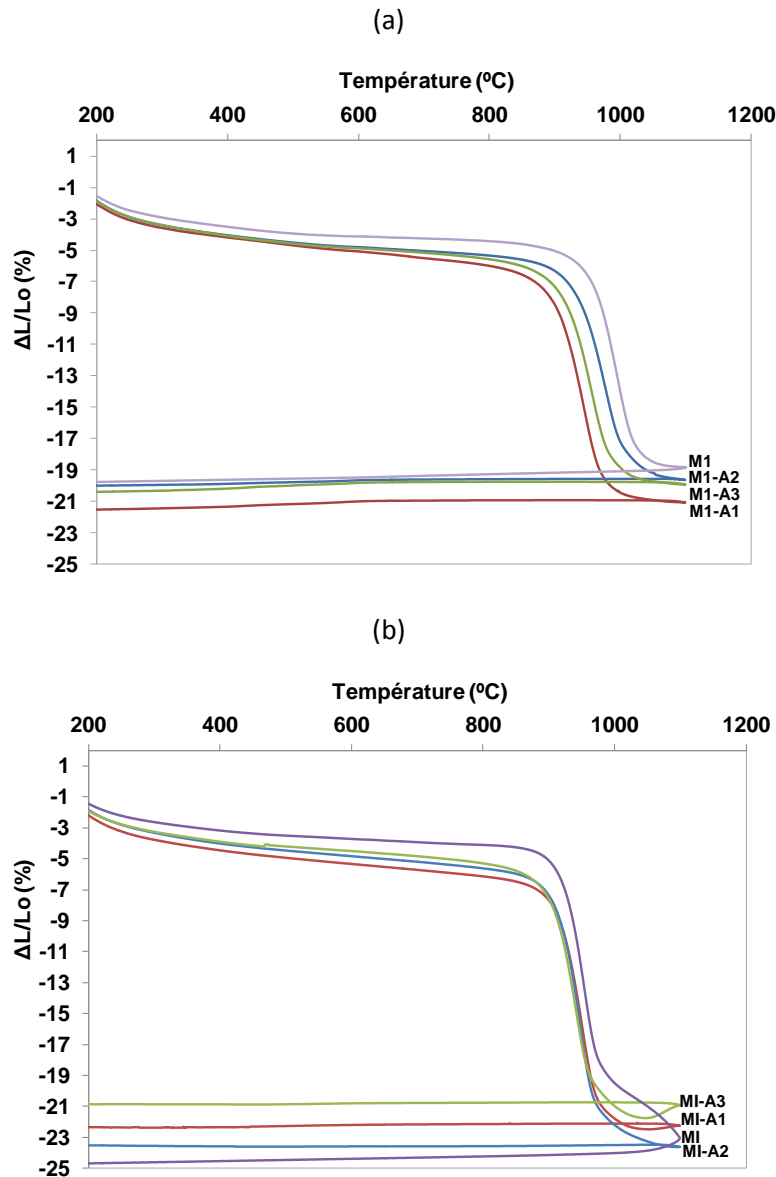 (a)
Température (ºC)
200 400 600 800 1000 1200
ΔL/Lo (%)
1
-1
-3
-5
-7
-9
-11
-13
-15
-17
-19
-21
-23
-25
M1
M1-A2
M1-A3
M1-A1
(b)
Température (ºC)
200 400 600 800 1000 1200
ΔL/Lo (%)
1
-1
-3
-5
-7
-9
-11
-13
-15
-17
-19
-21
-23
-25
MI-A3
MI-A1
MI
MI-A2